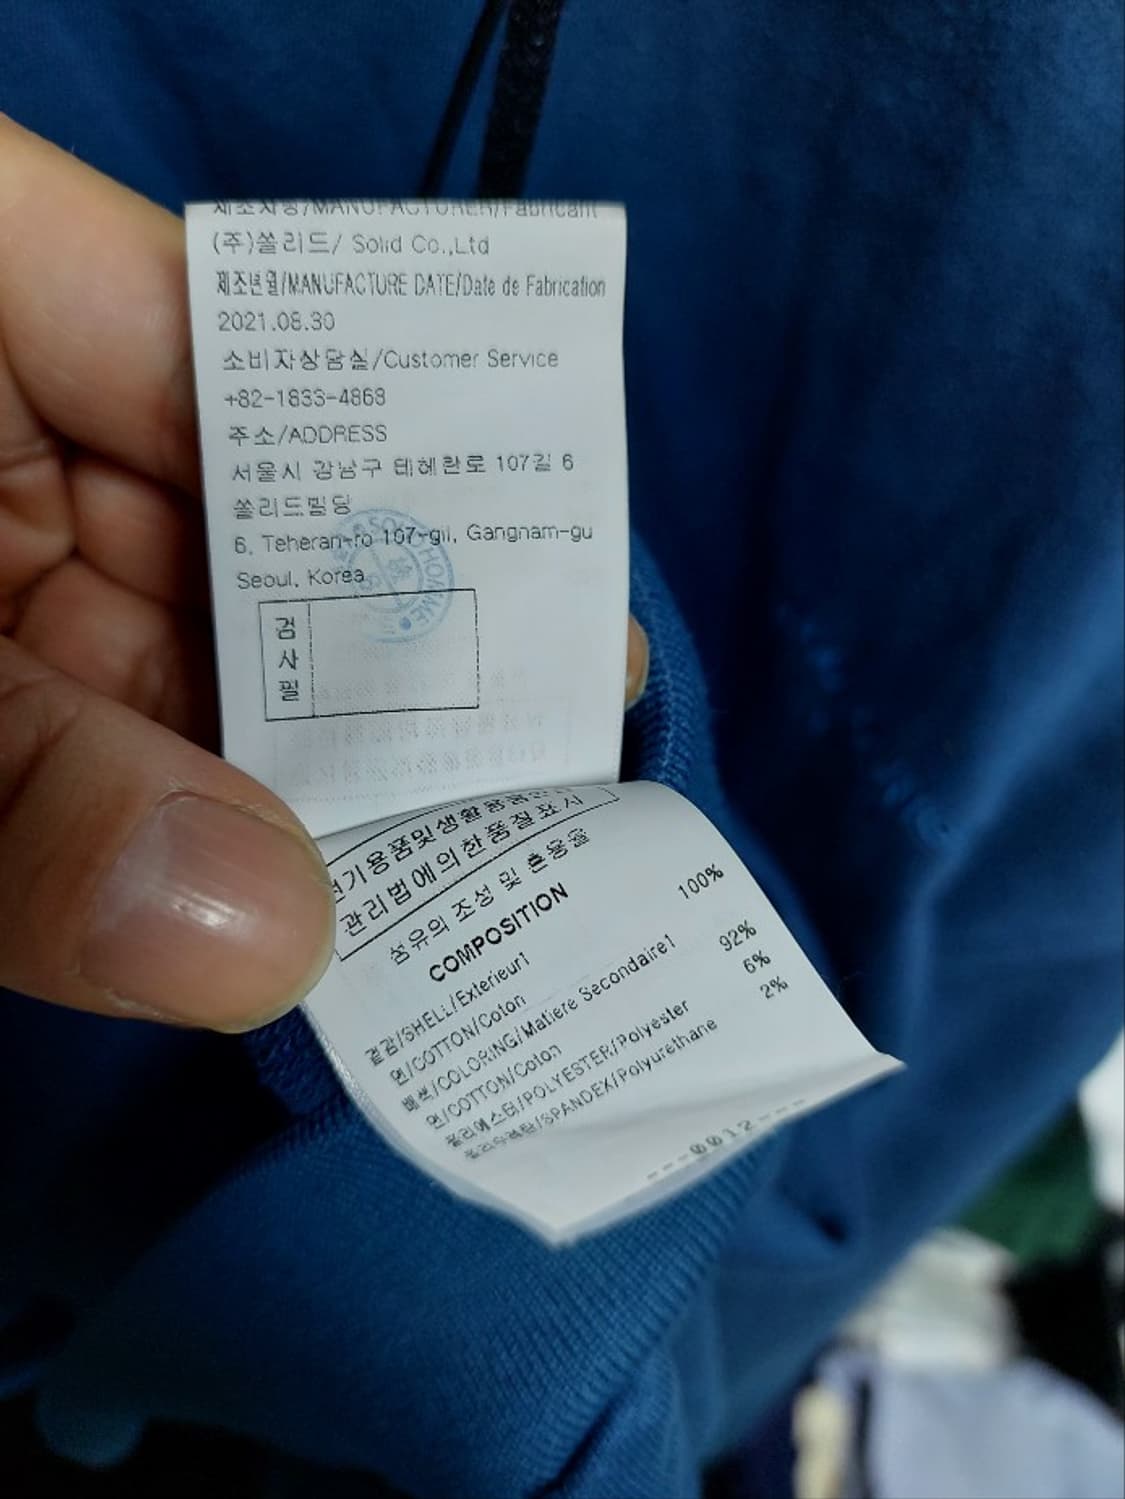 제조자명/MANUFACTURER/Fabricant
(주)쏠리드/ Solid Co.,Ltd
제조년월/MANUFACTURE DATE/Date de Fabrication
2021.08.30
소비자상담실/Customer Service
+82-1833-4868
주소/ADDRESS
서울시 강남구 테헤란로 107길 6
쏠리드빌딩
6, Teheran-ro 107-gil, Gangnam-gu
Seoul, Korea
HOMME
검사필
전기용품및생활용품안전
관리법에의한품질표시
섬유의 조성 및 혼용율
COMPOSITION
겉감/SHELL/Exterieur1
면/COTTON/Coton 100%
배색/COLORING/Matiere Secondaire1
면/COTTON/Coton 92%
폴리에스터/POLYESTER/Polyester 6%
폴리우레탄/SPANDEX/Polyurethane 2%
---0012---